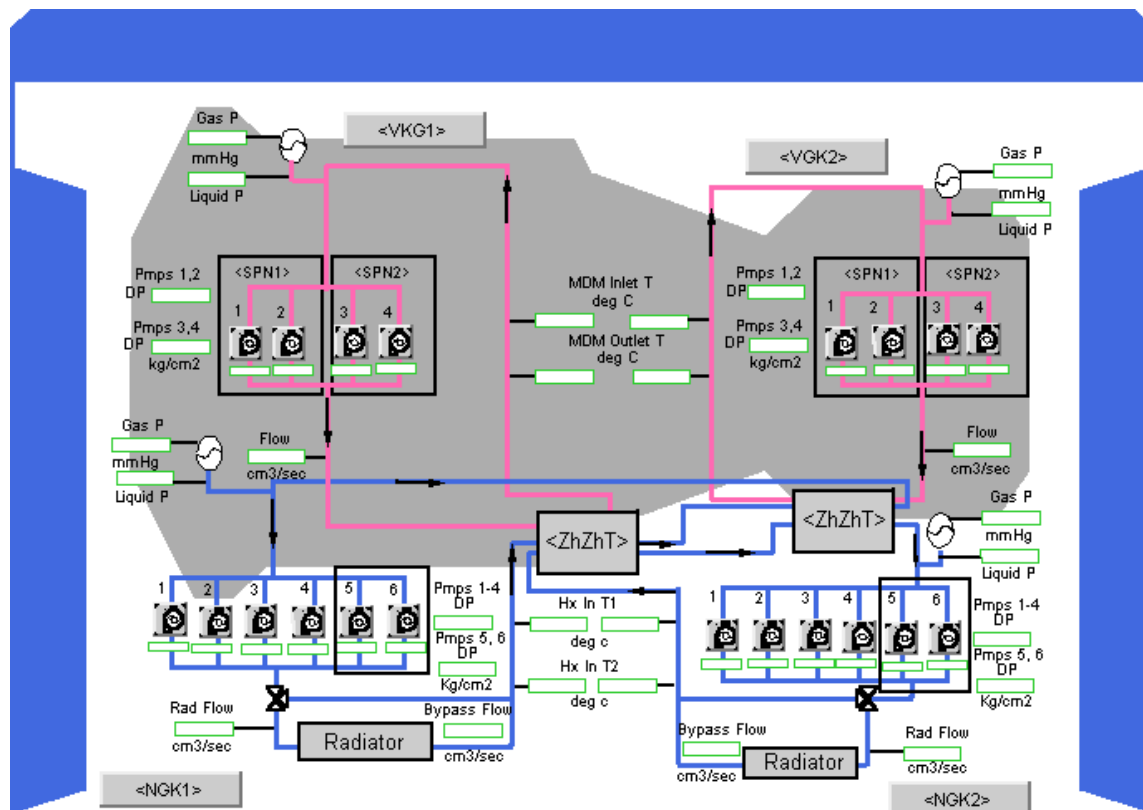 Gas P
<VKG1>
mmHg
Liquid P
<VGK2>
Gas P
mmHg
Liquid P
Pmps 1,2
DP
<SPN1>
<SPN2>
1
2
3
4
Pmps 3,4
DP
kg/cm2
MDM Inlet T
deg C
MDM Outlet T
deg C
Pmps 1,2
DP
<SPN1>
<SPN2>
1
2
3
4
Pmps 3,4
DP
kg/cm2
Gas P
mmHg
Liquid P
Flow
cm3/sec
Flow
cm3/sec
<ZhZhT>
<ZhZhT>
Gas P
mmHg
Liquid P
1
2
3
4
5
6
Pmps 1-4
DP
Pmps 5, 6
DP
Kg/cm2
Hx In T1
deg c
Hx In T2
deg c
1
2
3
4
5
6
Pmps 1-4
DP
Pmps 5, 6
DP
Kg/cm2
Rad Flow
cm3/sec
Radiator
Bypass Flow
cm3/sec
Bypass Flow
cm3/sec
Radiator
Rad Flow
cm3/sec
<NGK1>
<NGK2>